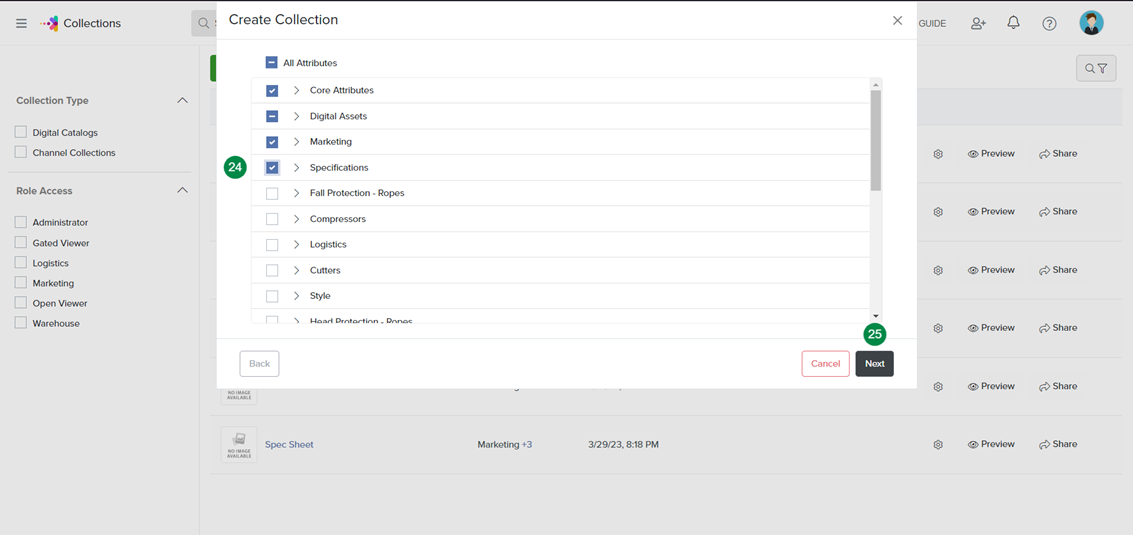 Collections
S
Create Collection
GUIDE
All Attributes
Core Attributes
Digital Assets
Marketing
24
Specifications
Fall Protection - Ropes
Compressors
Logistics
Cutters
Style
Head Protection - Ropes
25
Back
Cancel
Next
Collection Type
Digital Catalogs
Channel Collections
Role Access
Administrator
Gated Viewer
Logistics
Marketing
Open Viewer
Warehouse
Preview
Share
Preview
Share
Preview
Share
Preview
Share
NO IMAGE
AVAILABLE
Preview
Share
NO IMAGE
AVAILABLE
Spec Sheet
Marketing +3
3/29/23, 8:18 PM
Preview
Share